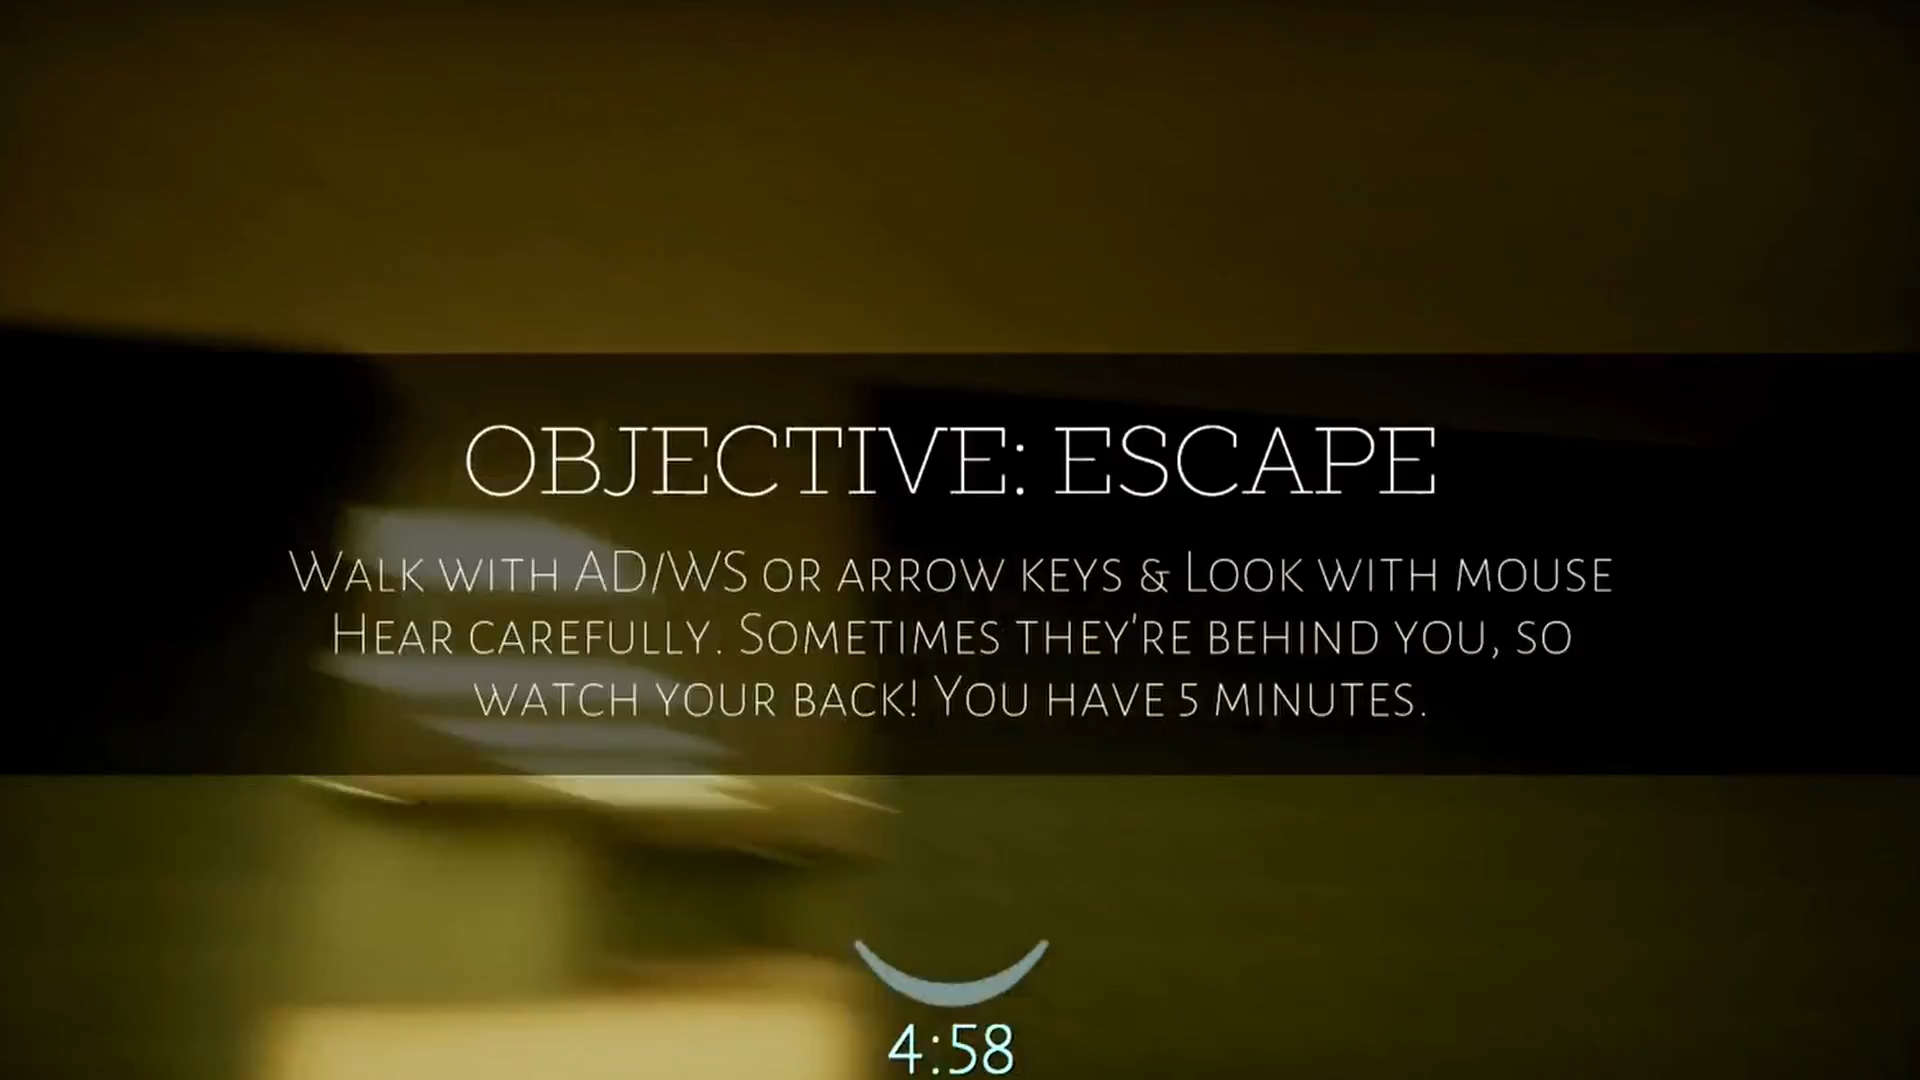 OBJECTIVE: ESCAPE
WALK WITH AD/WS OR ARROW KEYS & LOOK WITH MOUSE
HEAR CAREFULLY. SOMETIMES THEY'RE BEHIND YOU, SO
WATCH YOUR BACK! YOU HAVE 5 MINUTES.
4:58